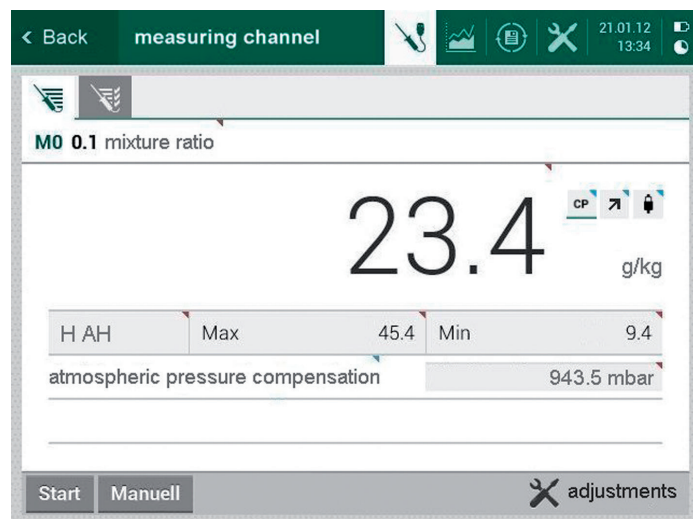 < Back measuring channel 21.01.12
13:34
M0 0.1 mixture ratio
23.4
CP
g/kg
H AH Max 45.4 Min 9.4
atmospheric pressure compensation 943.5 mbar
Start Manuell adjustments